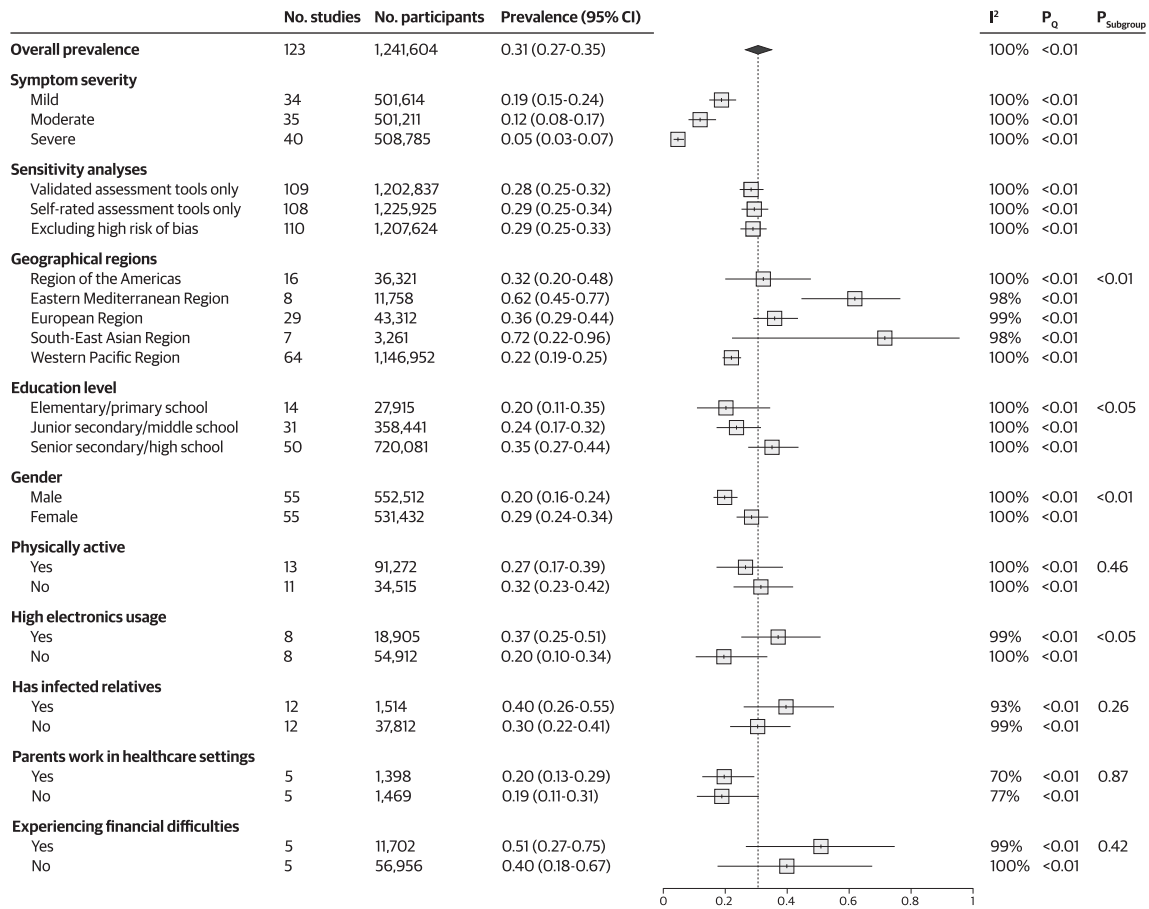 No. studies No. participants Prevalence (95% CI) I² P_Q P_Subgroup
Overall prevalence 123 1,241,604 0.31 (0.27-0.35) 100% <0.01
Symptom severity
Mild 34 501,614 0.19 (0.15-0.24) 100% <0.01
Moderate 35 501,211 0.12 (0.08-0.17) 100% <0.01
Severe 40 508,785 0.05 (0.03-0.07) 100% <0.01
Sensitivity analyses
Validated assessment tools only 109 1,202,837 0.28 (0.25-0.32) 100% <0.01
Self-rated assessment tools only 108 1,225,925 0.29 (0.25-0.34) 100% <0.01
Excluding high risk of bias 110 1,207,624 0.29 (0.25-0.33) 100% <0.01
Geographical regions
Region of the Americas 16 36,321 0.32 (0.20-0.48) 100% <0.01 <0.01
Eastern Mediterranean Region 8 11,758 0.62 (0.45-0.77) 98% <0.01
European Region 29 43,312 0.36 (0.29-0.44) 99% <0.01
South-East Asian Region 7 3,261 0.72 (0.22-0.96) 98% <0.01
Western Pacific Region 64 1,146,952 0.22 (0.19-0.25) 100% <0.01
Education level
Elementary/primary school 14 27,915 0.20 (0.11-0.35) 100% <0.01 <0.05
Junior secondary/middle school 31 358,441 0.24 (0.17-0.32) 100% <0.01
Senior secondary/high school 50 720,081 0.35 (0.27-0.44) 100% <0.01
Gender
Male 55 552,512 0.20 (0.16-0.24) 100% <0.01 <0.01
Female 55 531,432 0.29 (0.24-0.34) 100% <0.01
Physically active
Yes 13 91,272 0.27 (0.17-0.39) 100% <0.01 0.46
No 11 34,515 0.32 (0.23-0.42) 100% <0.01
High electronics usage
Yes 8 18,905 0.37 (0.25-0.51) 99% <0.01 <0.05
No 8 54,912 0.20 (0.10-0.34) 100% <0.01
Has infected relatives
Yes 12 1,514 0.40 (0.26-0.55) 93% <0.01 0.26
No 12 37,812 0.30 (0.22-0.41) 99% <0.01
Parents work in healthcare settings
Yes 5 1,398 0.20 (0.13-0.29) 70% <0.01 0.87
No 5 1,469 0.19 (0.11-0.31) 77% <0.01
Experiencing financial difficulties
Yes 5 11,702 0.51 (0.27-0.75) 99% <0.01 0.42
No 5 56,956 0.40 (0.18-0.67) 100% <0.01
0 0.2 0.4 0.6 0.8 1